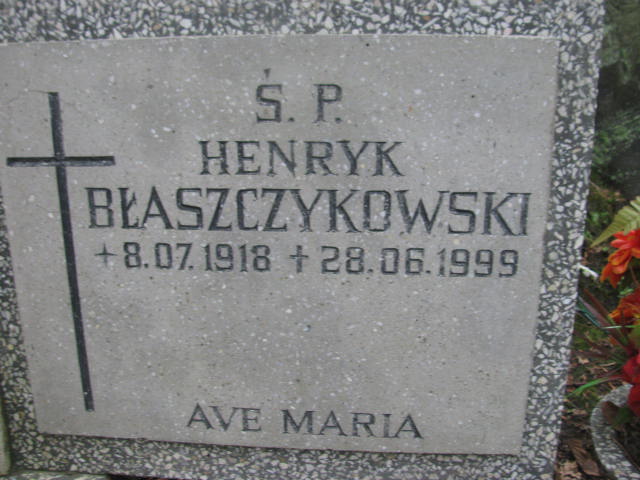 Ś. P.
HENRYK
BŁASZCZYKOWSKI
+8.07.1918 +28.06.1999
AVE MARIA